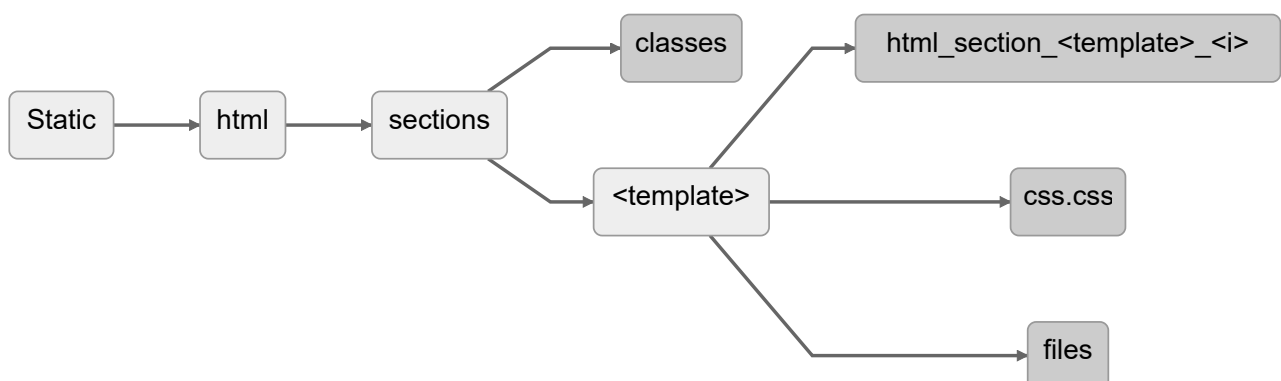 Static
html
sections
classes
<template>
html_section_<template>_<i>
css.css
files